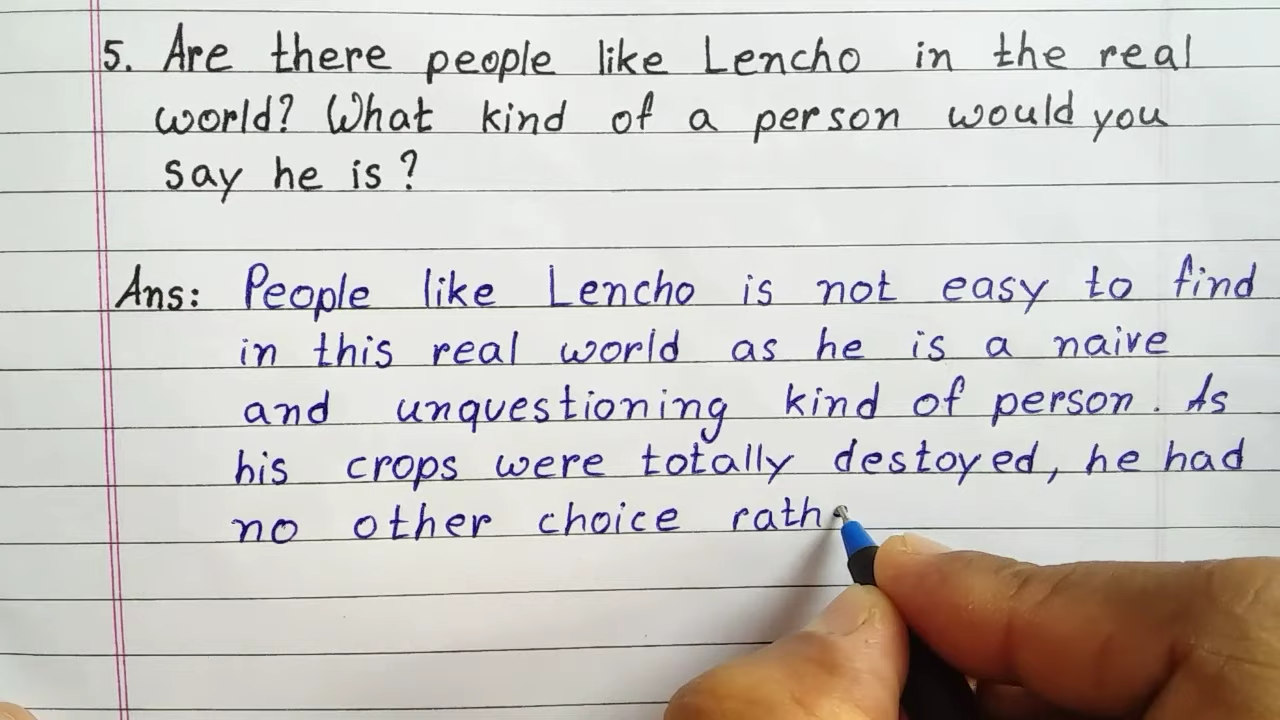 5. Are there people like Lencho in the real
world? What kind of a person would you
say he is?
Ans: People like Lencho is not easy to find
in this real world as he is a naive
and unquestioning kind of person. As
his crops were totally destoyed, he had
no other choice rath